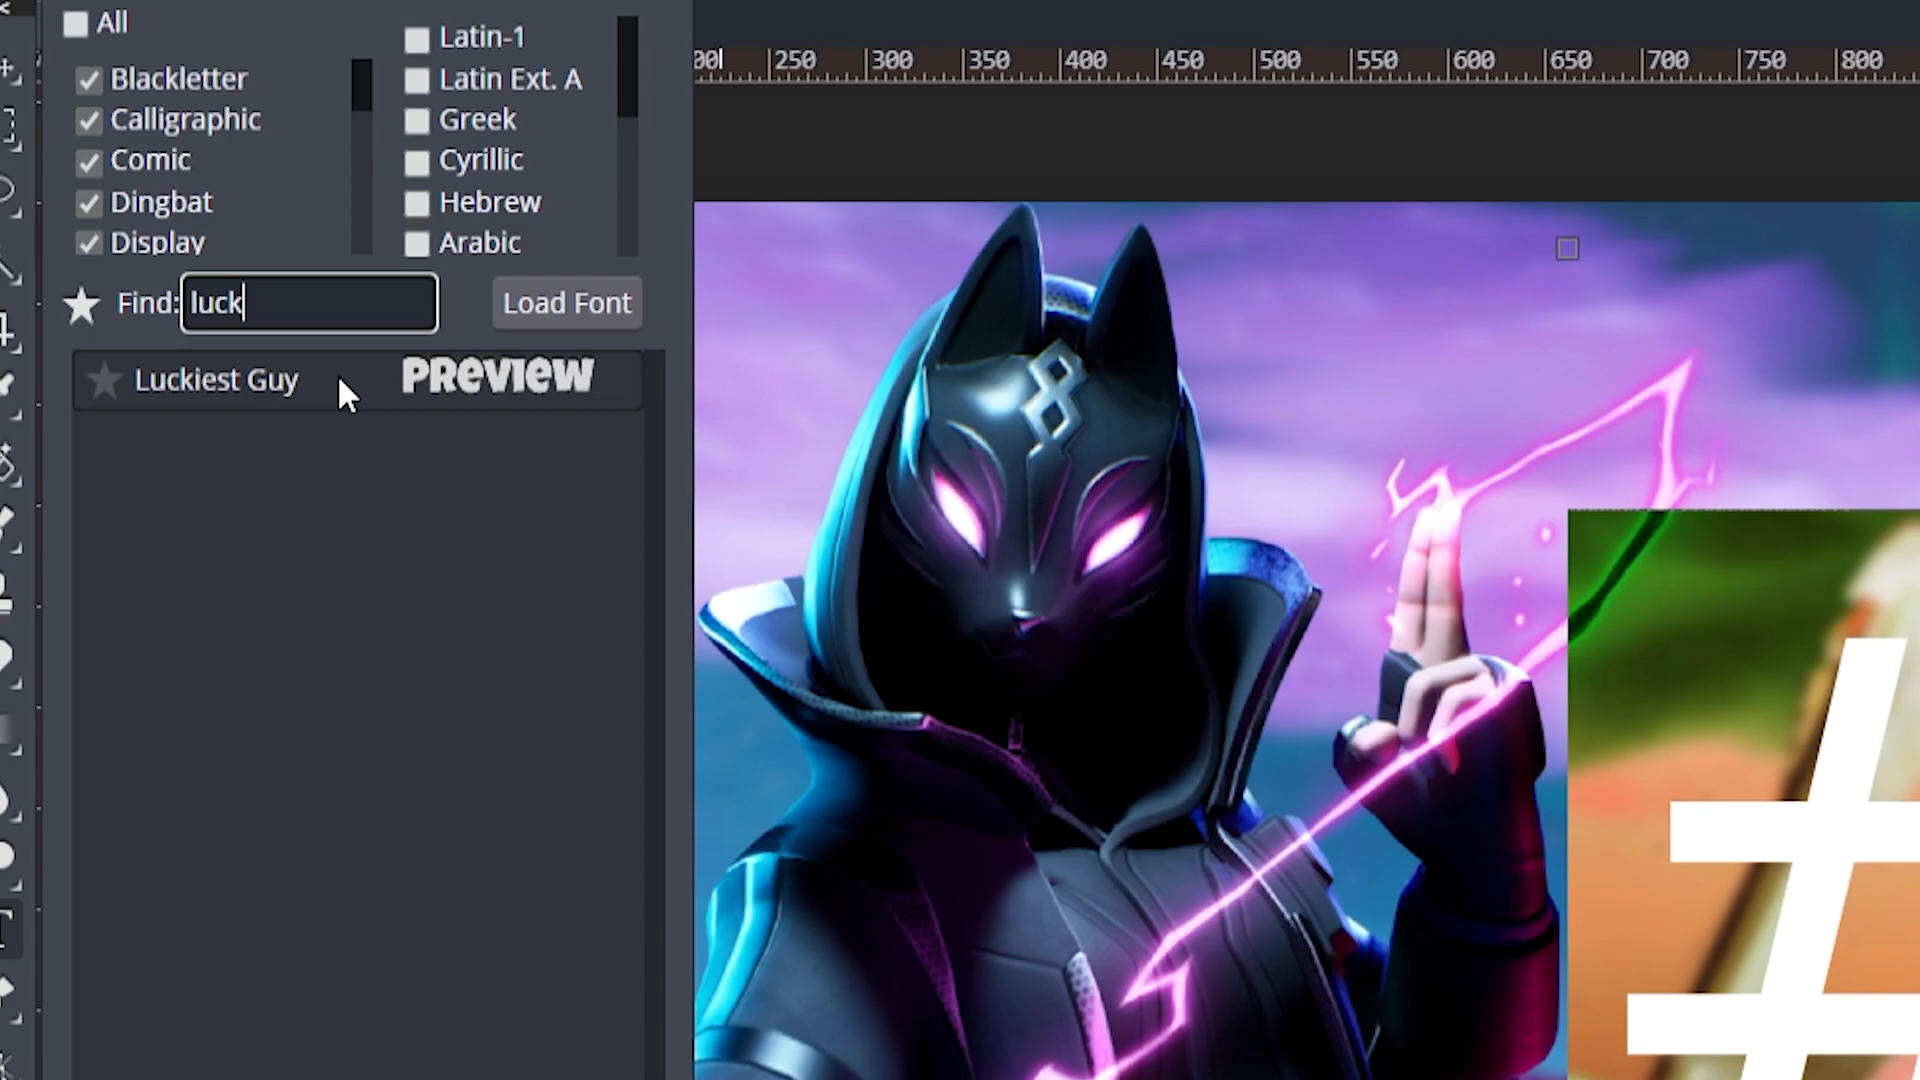 All
Blackletter
Calligraphic
Comic
Dingbat
Display
Latin-1
Latin Ext. A
Greek
Cyrillic
Hebrew
Arabic
Find: luck
Load Font
Luckiest Guy PREVIEW
00 250 300 350 400 450 500 550 600 650 700 750 800
#